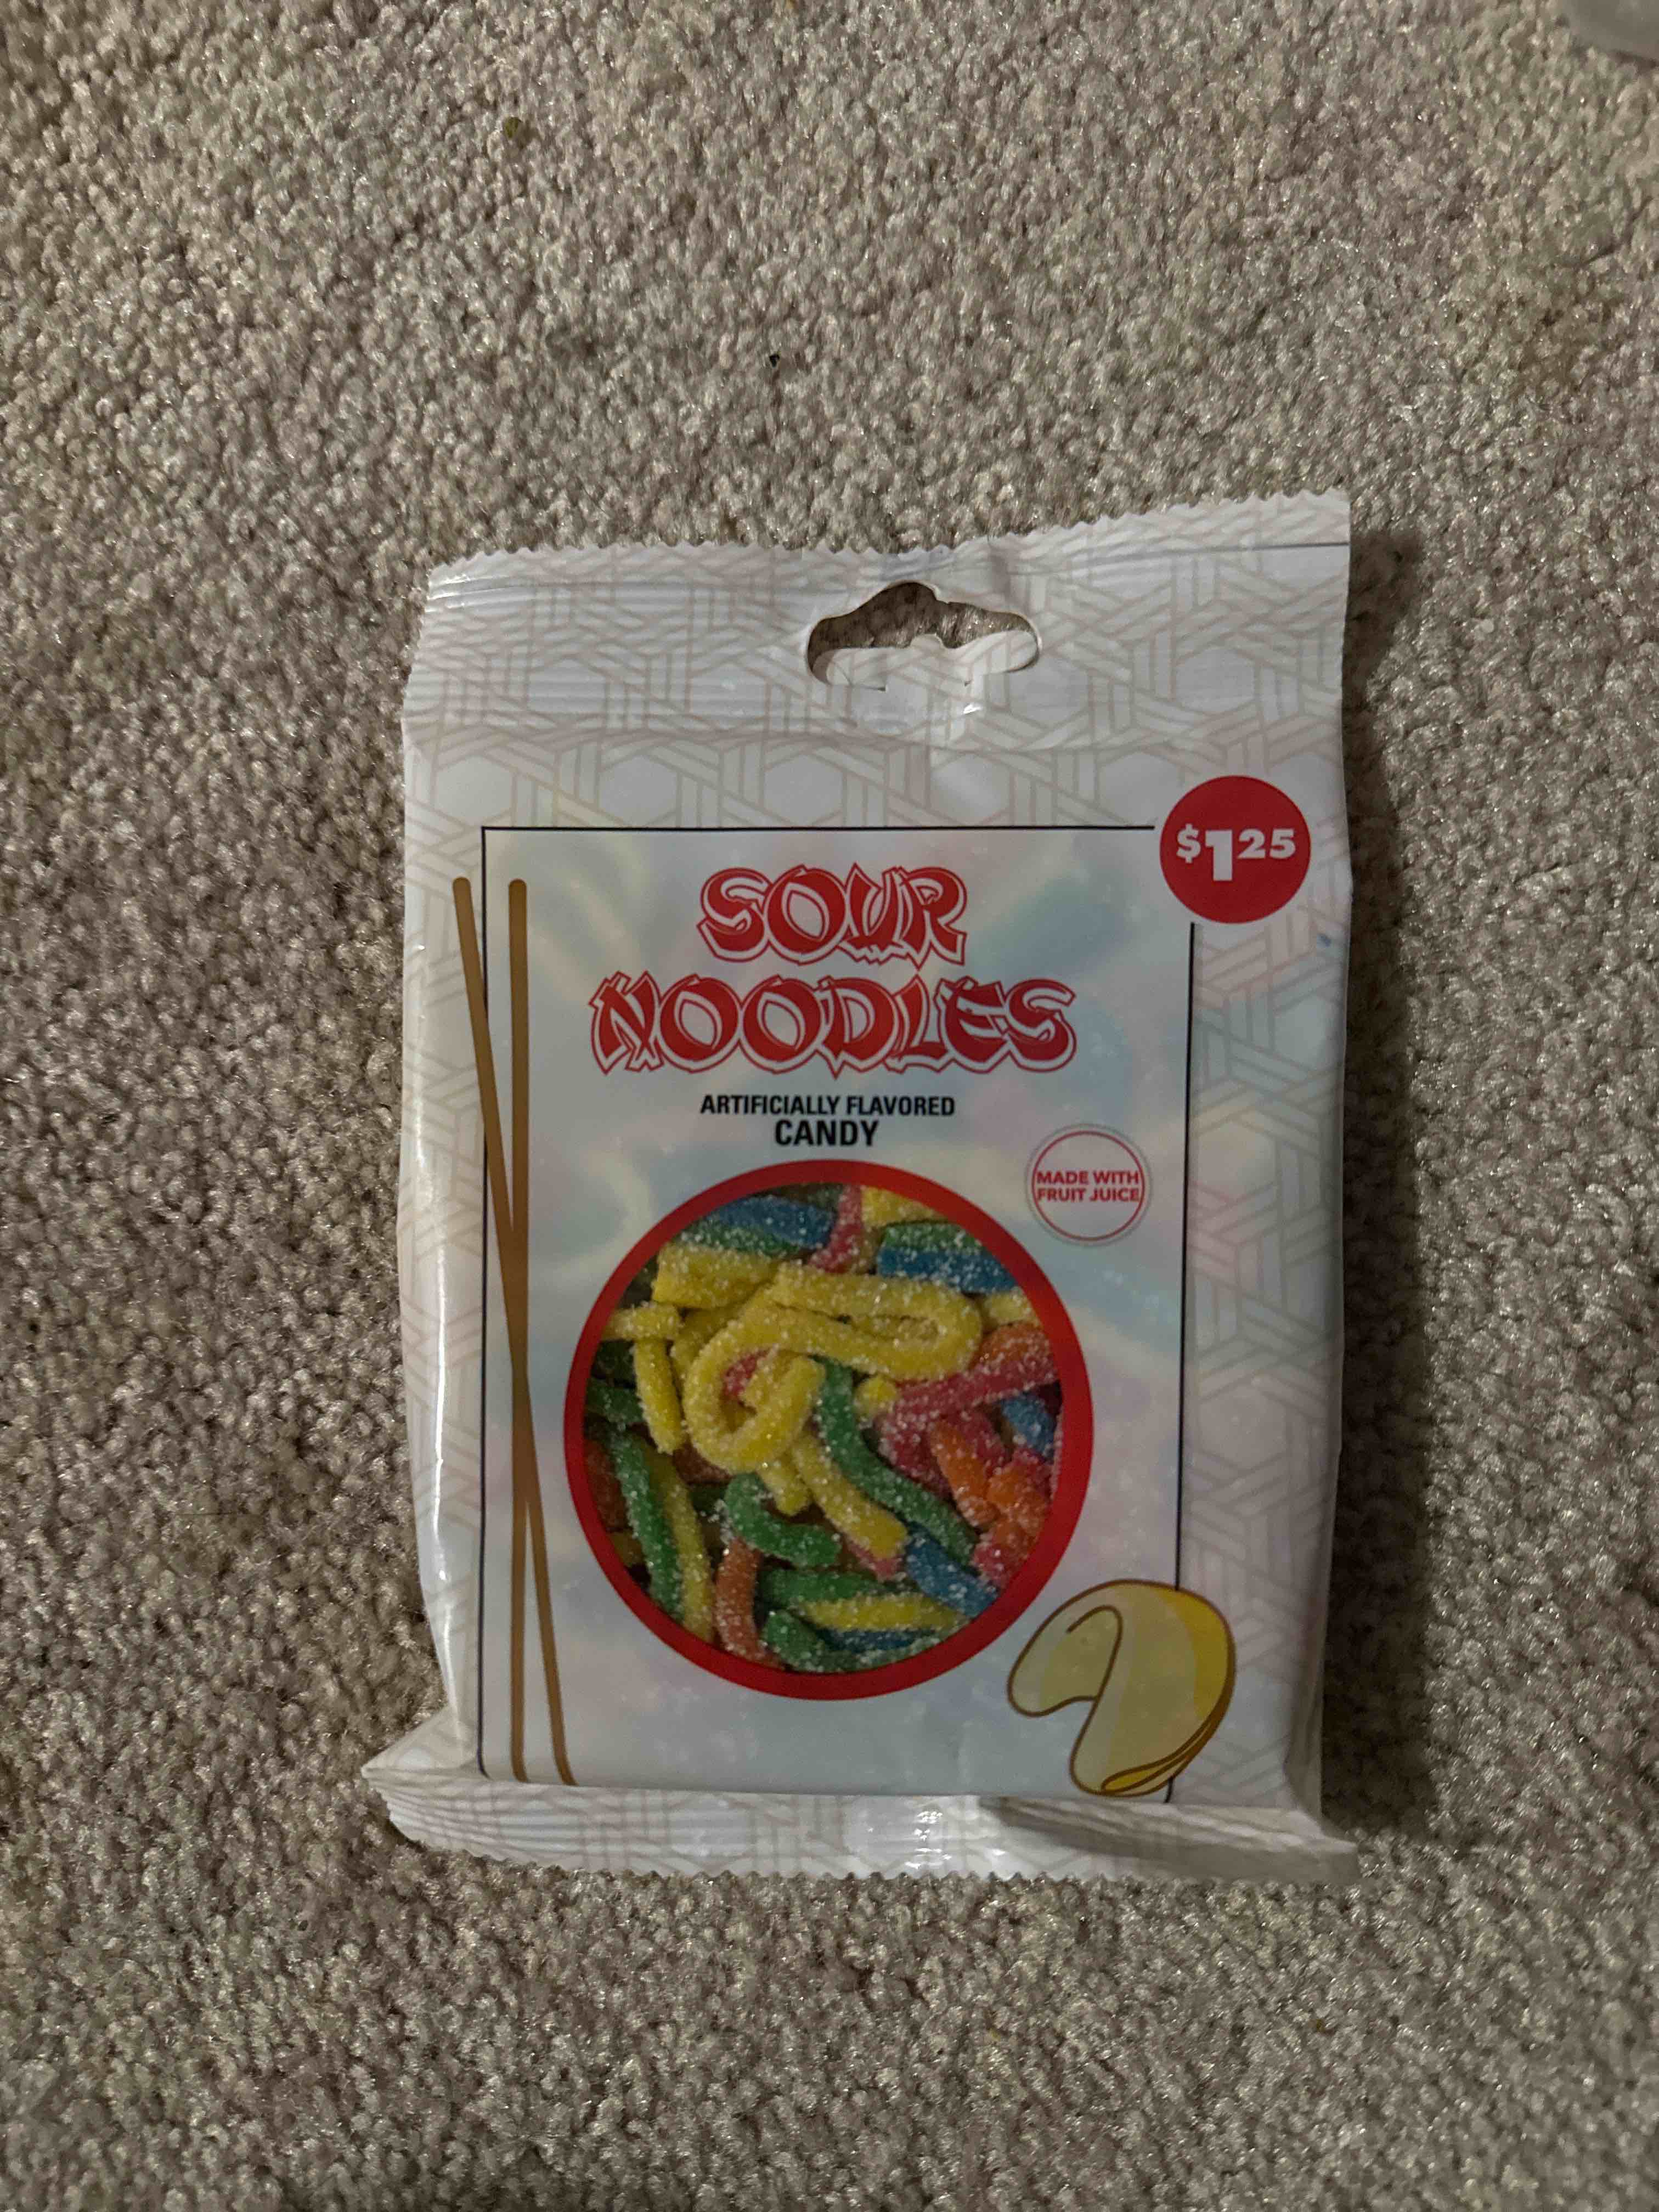 $1.25
SOUR
NOODLES
ARTIFICIALLY FLAVORED
CANDY
MADE WITH
FRUIT JUICE